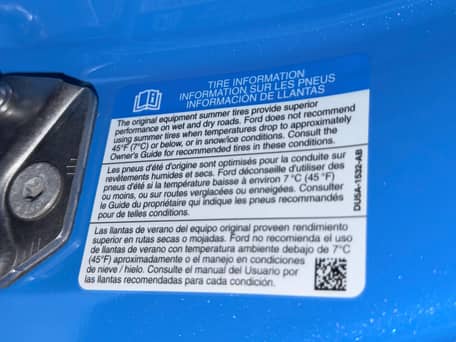 TIRE INFORMATION
INFORMATION SUR LES PNEUS
INFORMACION DE LLANTAS
The original equipment summer tires provide superior
performance on wet and dry roads. Ford does not recommend
using summer tires when temperatures drop to approximately
45°F (7°C) or below, or in snow/ice conditions. Consult the
Owner's Guide for recommended tires in these conditions.
Les pneus d'été d'origine sont optimisés pour la conduite sur
revêtements humides et secs. Ford déconseille d'utiliser des
pneus d'été si la température baisse à environ 7 °C (45 °F)
ou moins, ou sur routes verglacées ou enneigées. Consulter
le Guide du propriétaire qui indique les pneus recommandés
pour de telles conditions.
Las llantas de verano del equipo original proveen rendimiento
superior en rutas secas o mojadas. Ford no recomienda el uso
de llantas de verano con temperatura ambiente debajo de 7°C
(45°F) aproximadamente o el manejo en condiciones
de nieve / hielo. Consulte el manual del Usuario por
las llantas recomendadas para cada condición.
DU5A-1532-AB